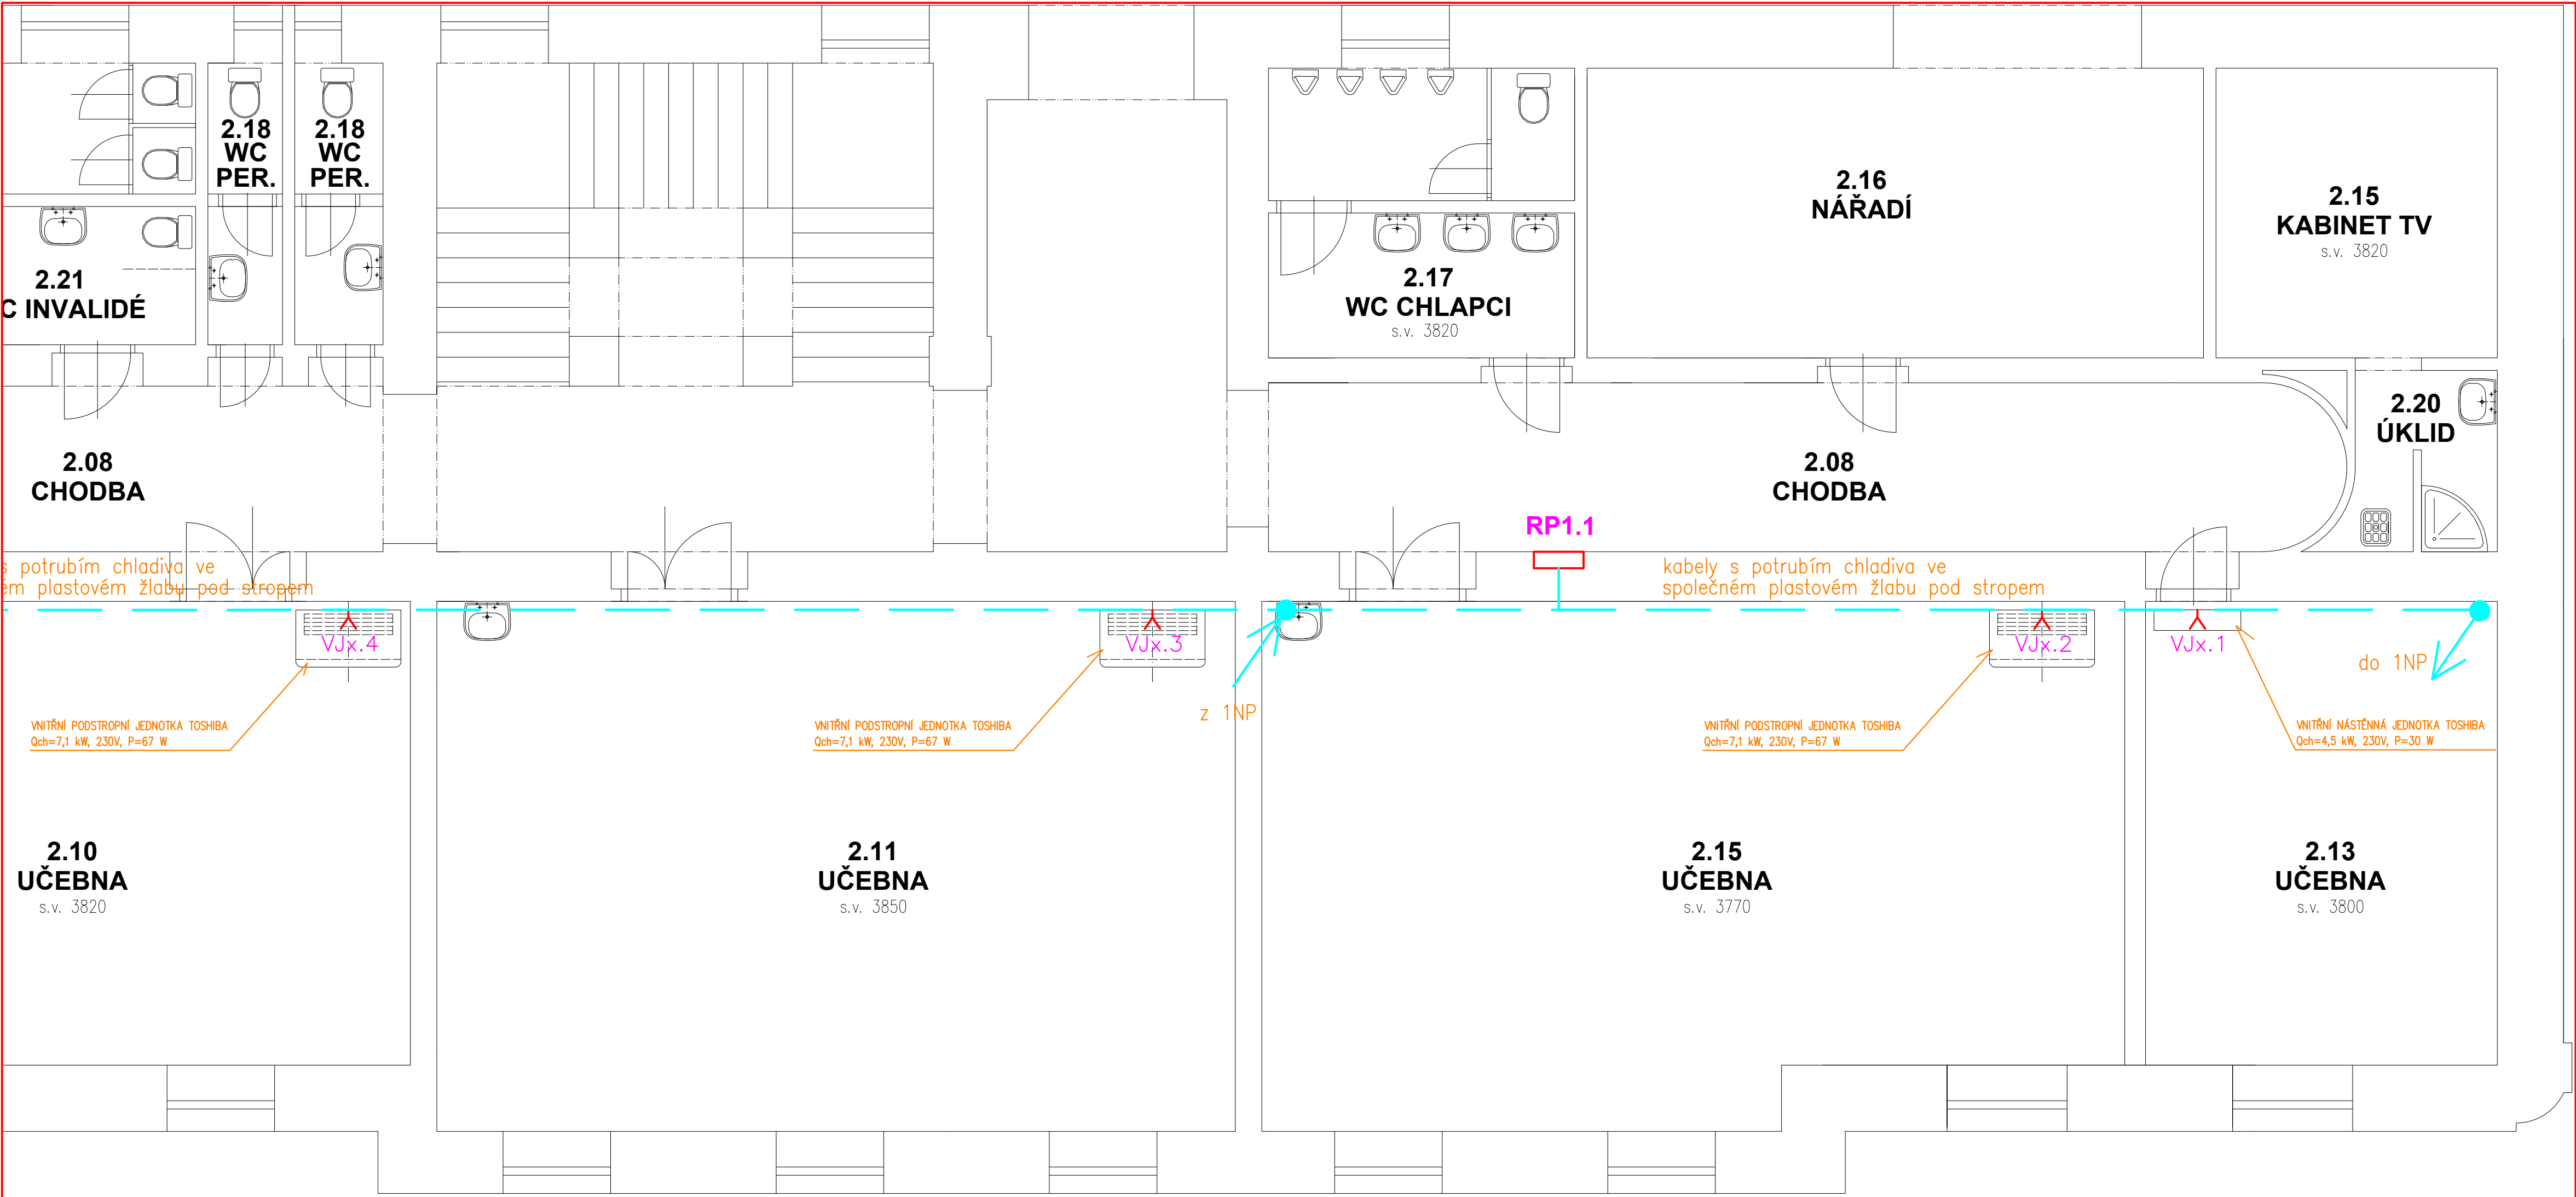 2.18
WC
PER.
2.18
WC
PER.
2.21
C INVALIDÉ
2.17
WC CHLAPCI
s.v. 3820
2.16
NÁŘADÍ
2.15
KABINET TV
s.v. 3820
2.20
ÚKLID
2.08
CHODBA
2.08
CHODBA
RP1.1
s potrubím chladiva ve
ém plastovém žlabu pod stropem
kabely s potrubím chladiva ve
společném plastovém žlabu pod stropem
VJx.4
VJx.3
VJx.2
VJx.1
z 1NP
do 1NP
VNITŘNÍ PODSTROPNÍ JEDNOTKA TOSHIBA
Qch=7,1 kW, 230V, P=67 W
VNITŘNÍ PODSTROPNÍ JEDNOTKA TOSHIBA
Qch=7,1 kW, 230V, P=67 W
VNITŘNÍ PODSTROPNÍ JEDNOTKA TOSHIBA
Qch=7,1 kW, 230V, P=67 W
VNITŘNÍ NÁSTĚNNÁ JEDNOTKA TOSHIBA
Qch=4,5 kW, 230V, P=30 W
2.10
UČEBNA
s.v. 3820
2.11
UČEBNA
s.v. 3850
2.15
UČEBNA
s.v. 3770
2.13
UČEBNA
s.v. 3800